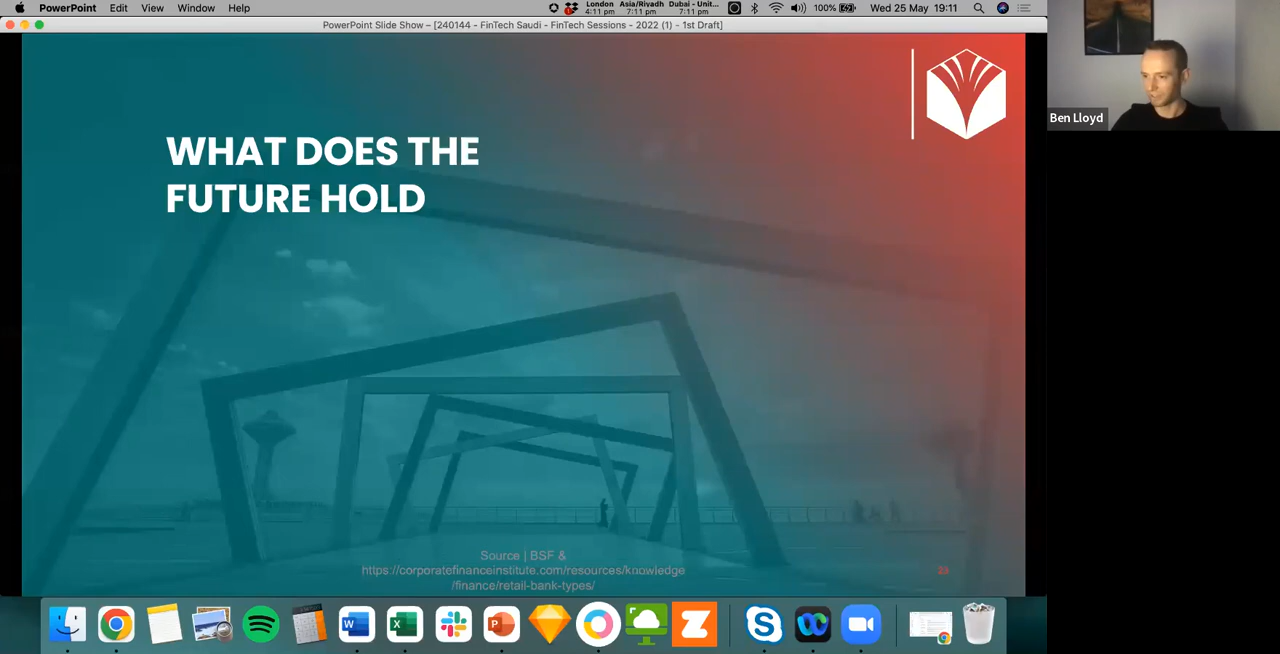 PowerPoint Edit View Window Help
London Asia/Riyadh Dubai - Unit...
4:11 pm 7:11 pm 7:11 pm
100%
Wed 25 May 19:11
PowerPoint Slide Show – [240144 - FinTech Saudi - FinTech Sessions - 2022 (1) - 1st Draft]
WHAT DOES THE
FUTURE HOLD
Ben Lloyd
Source | BSF &
https://corporatefinanceinstitute.com/resources/knowledge
/finance/retail-bank-types/